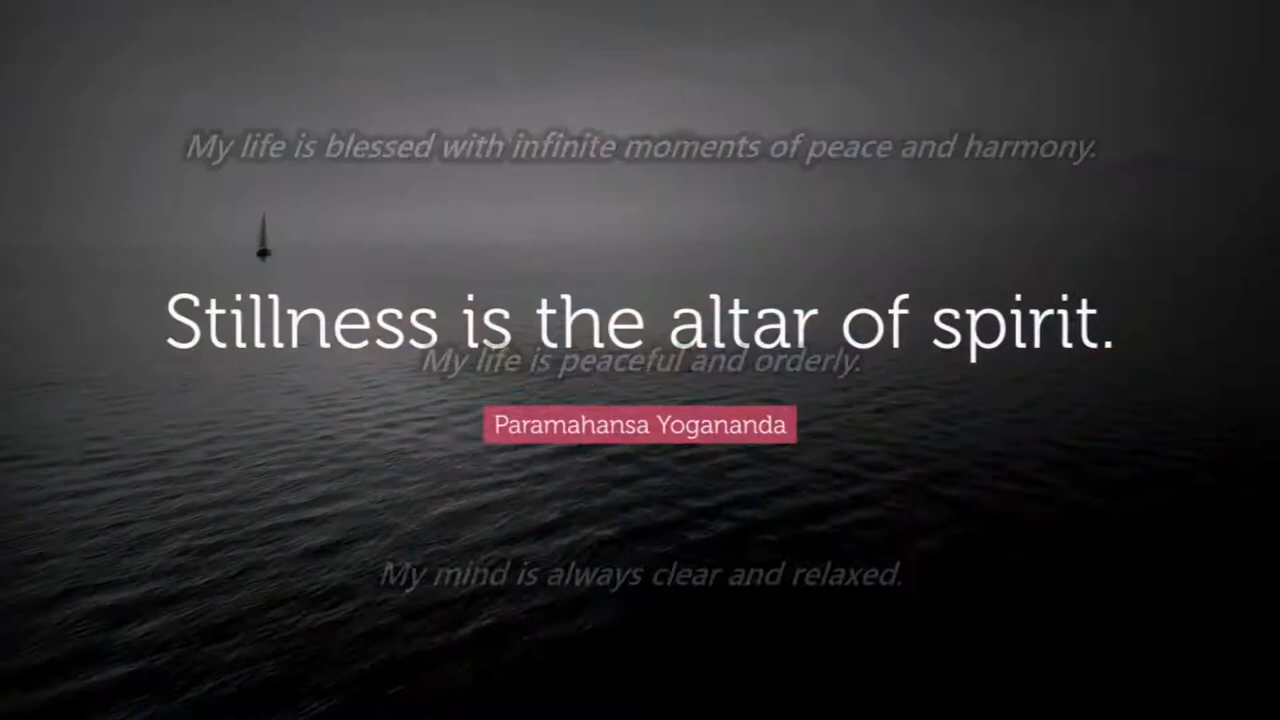 My life is blessed with infinite moments of peace and harmony.
Stillness is the altar of spirit.
My life is peaceful and orderly.
Paramahansa Yogananda
My mind is always clear and relaxed.